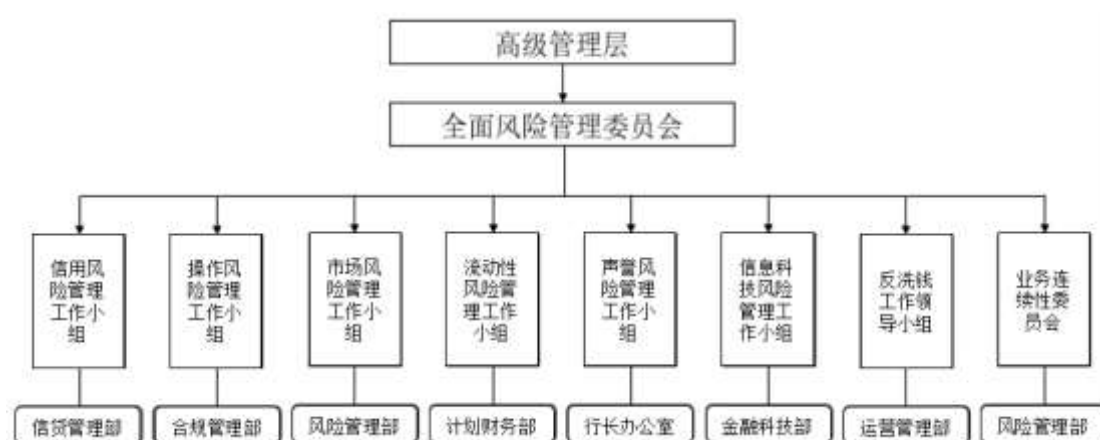 高级管理层
全面风险管理委员会
信用风
险管理
工作小
组
操作风
险管理
工作小
组
市场风
险管理
工作小
组
流动性
风险管
理工作
小组
声誉风
险管理
工作小
组
信息科
技风险
管理工
作小组
反洗钱
工作领
导小组
业务连
续性委
员会
信贷管理部
合规管理部
风险管理部
计划财务部
行长办公室
金融科技部
运营管理部
风险管理部